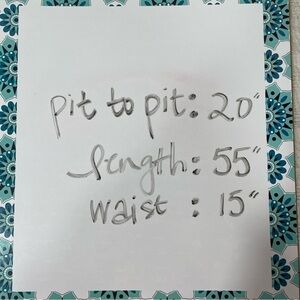 pit to pit: 20"
length: 55"
waist : 15"